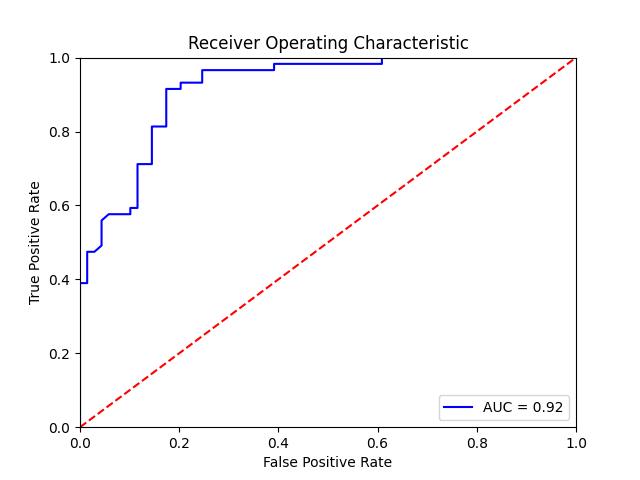 Receiver Operating Characteristic
1.0
0.8
0.6
0.4
0.2
0.0
True Positive Rate
AUC = 0.92
0.0 0.2 0.4 0.6 0.8 1.0
False Positive Rate